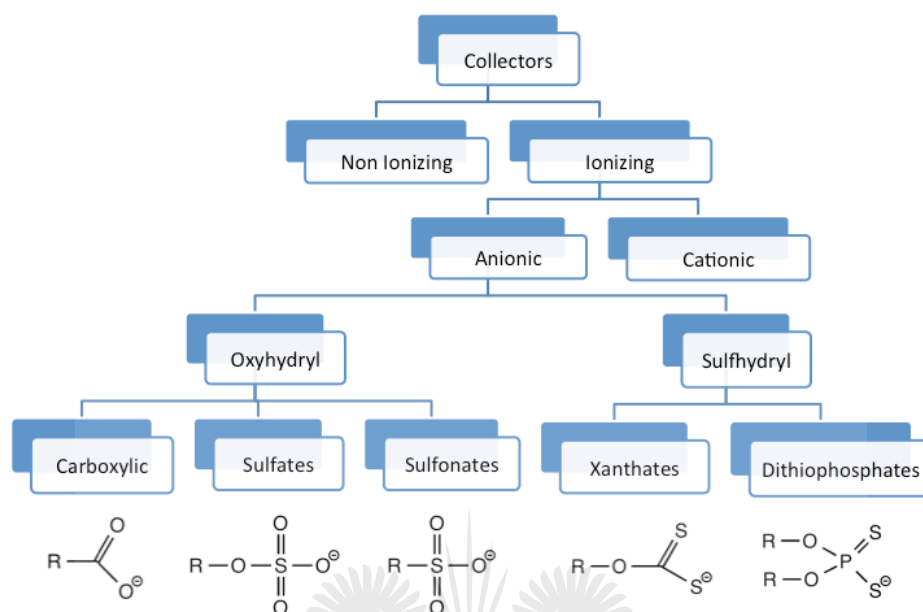 Collectors
Non Ionizing
Ionizing
Anionic
Cationic
Oxyhydryl
Sulfhydryl
Carboxylic
Sulfates
Sulfonates
Xanthates
Dithiophosphates
O
R
O⊖
O
R-O-S-O⊖
O
O
R-S-O⊖
O
S
R-O
S⊖
R-O
S
P
R-O
S⊖